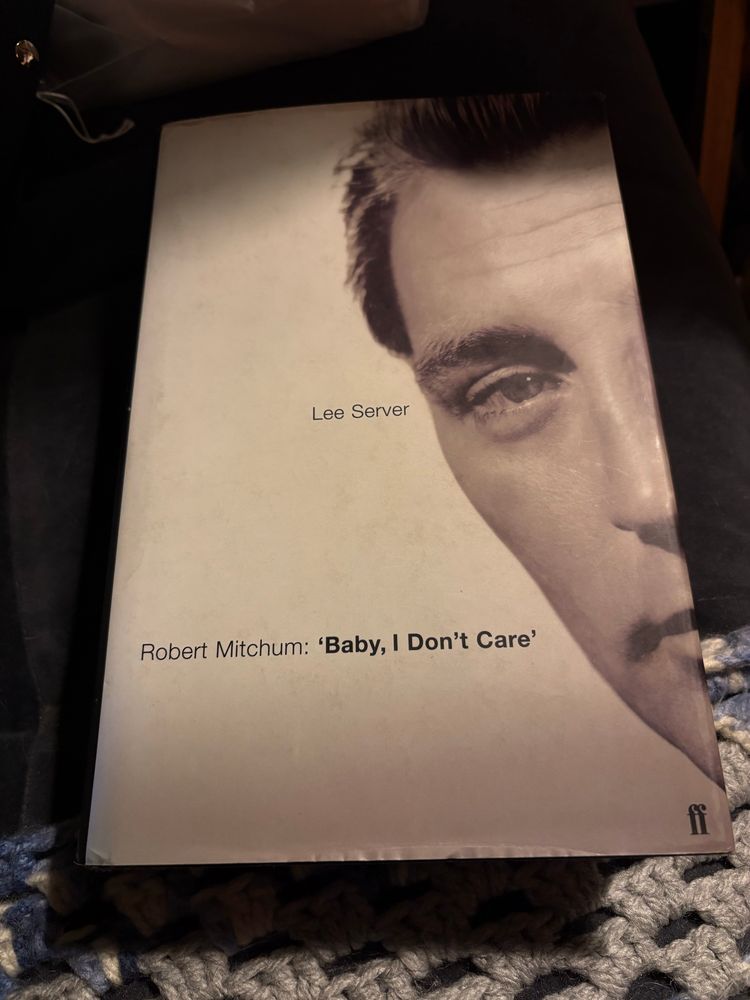 Lee Server
Robert Mitchum: ‘Baby, I Don’t Care’
ff